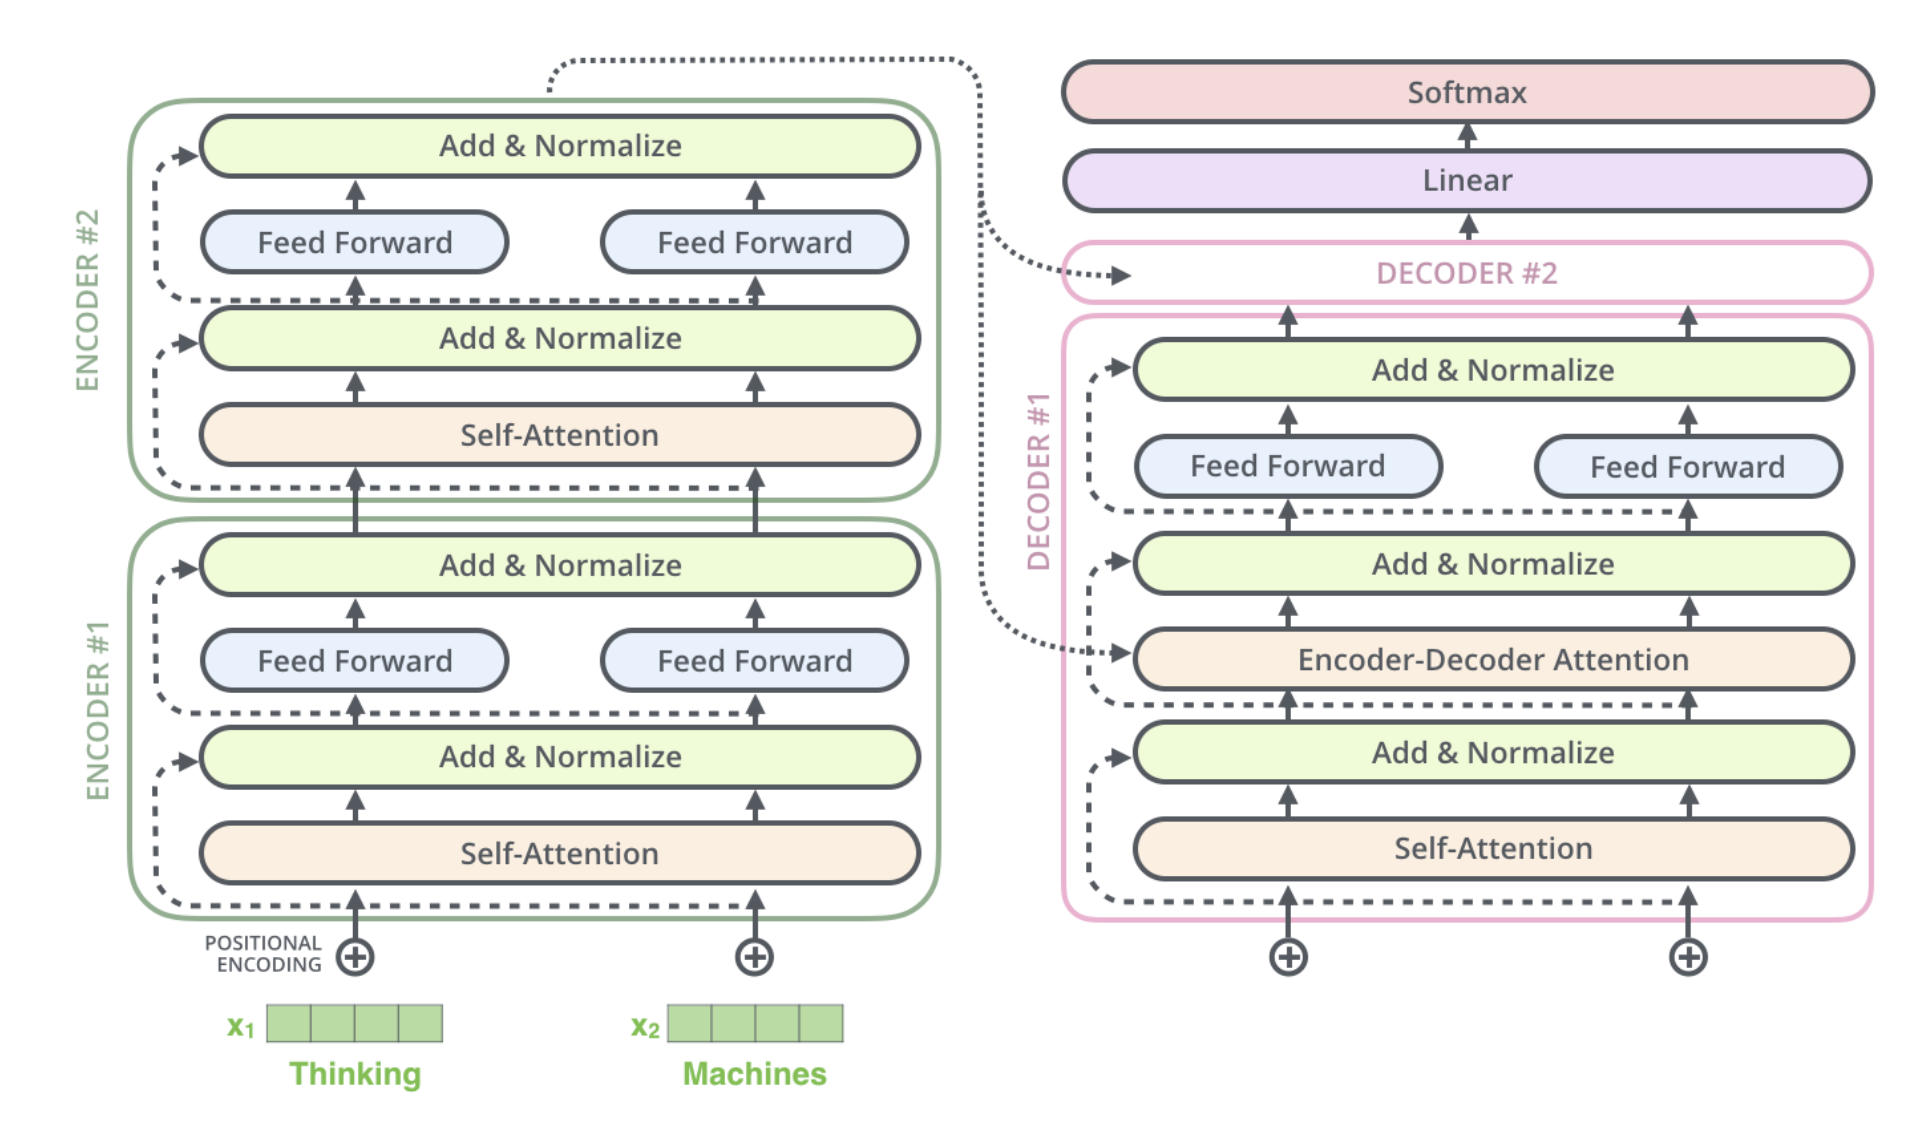 ENCODER #2
Add & Normalize
Feed Forward
Feed Forward
Add & Normalize
Self-Attention
ENCODER #1
Add & Normalize
Feed Forward
Feed Forward
Add & Normalize
Self-Attention
POSITIONAL
ENCODING
x₁
x₂
Thinking
Machines
Softmax
Linear
DECODER #2
DECODER #1
Add & Normalize
Feed Forward
Feed Forward
Add & Normalize
Encoder-Decoder Attention
Add & Normalize
Self-Attention